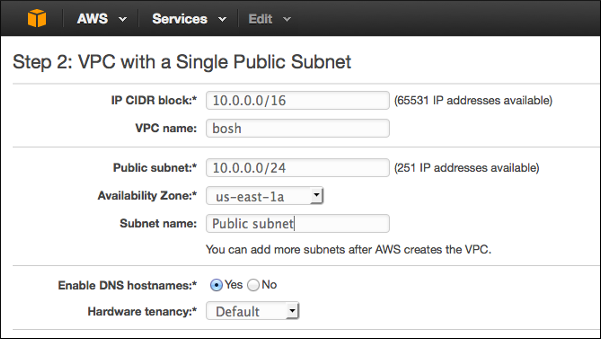 AWS Services Edit
Step 2: VPC with a Single Public Subnet
IP CIDR block:* 10.0.0.0/16 (65531 IP addresses available)
VPC name: bosh
Public subnet:* 10.0.0.0/24 (251 IP addresses available)
Availability Zone:* us-east-1a
Subnet name: Public subnet
You can add more subnets after AWS creates the VPC.
Enable DNS hostnames:* Yes No
Hardware tenancy:* Default